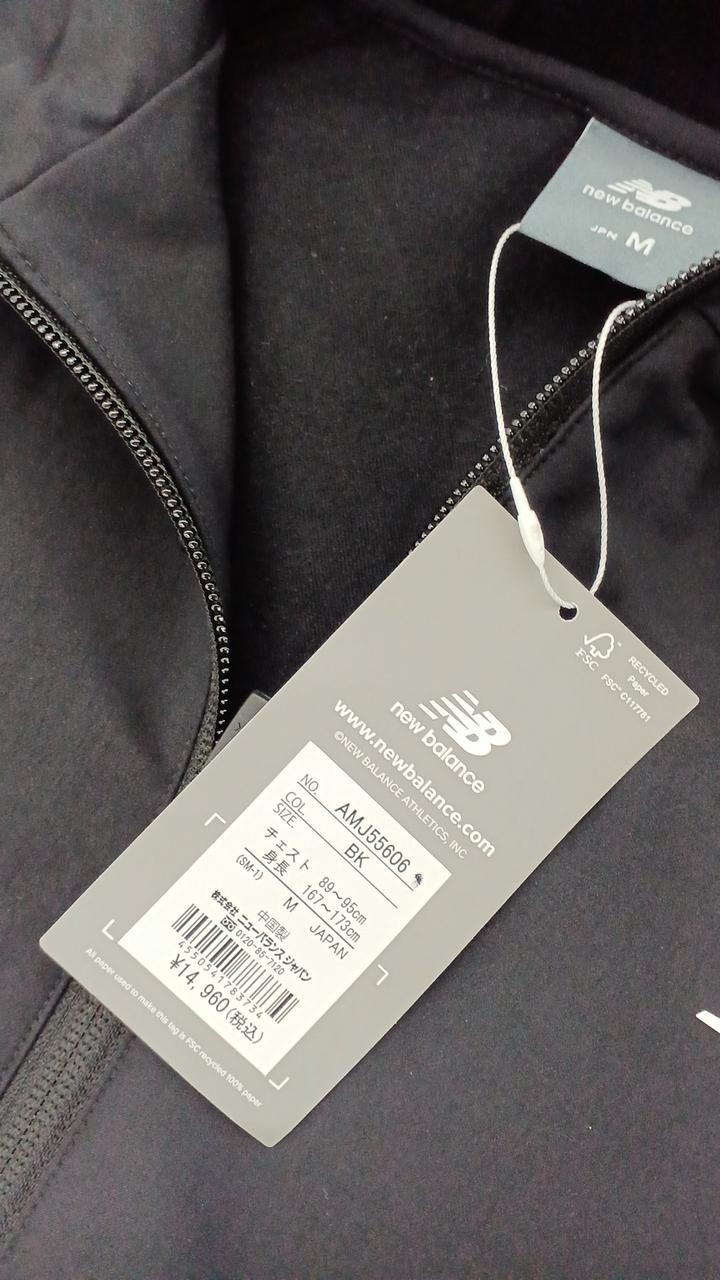 new balance
JPN M
FSC
RECYCLED
Paper
FSC™ C117781
new balance
www.newbalance.com
©NEW BALANCE ATHLETICS, INC
NO. AMJ55606
COL. BK
SIZE.
チェスト 89～95cm
身長 167～173cm
(SM-1) M JAPAN
中国製
株式会社ニューバランスジャパン
0120-85-7120
4550541783734
¥14,960(税込)
All paper used to make this tag is FSC recycled 100% paper